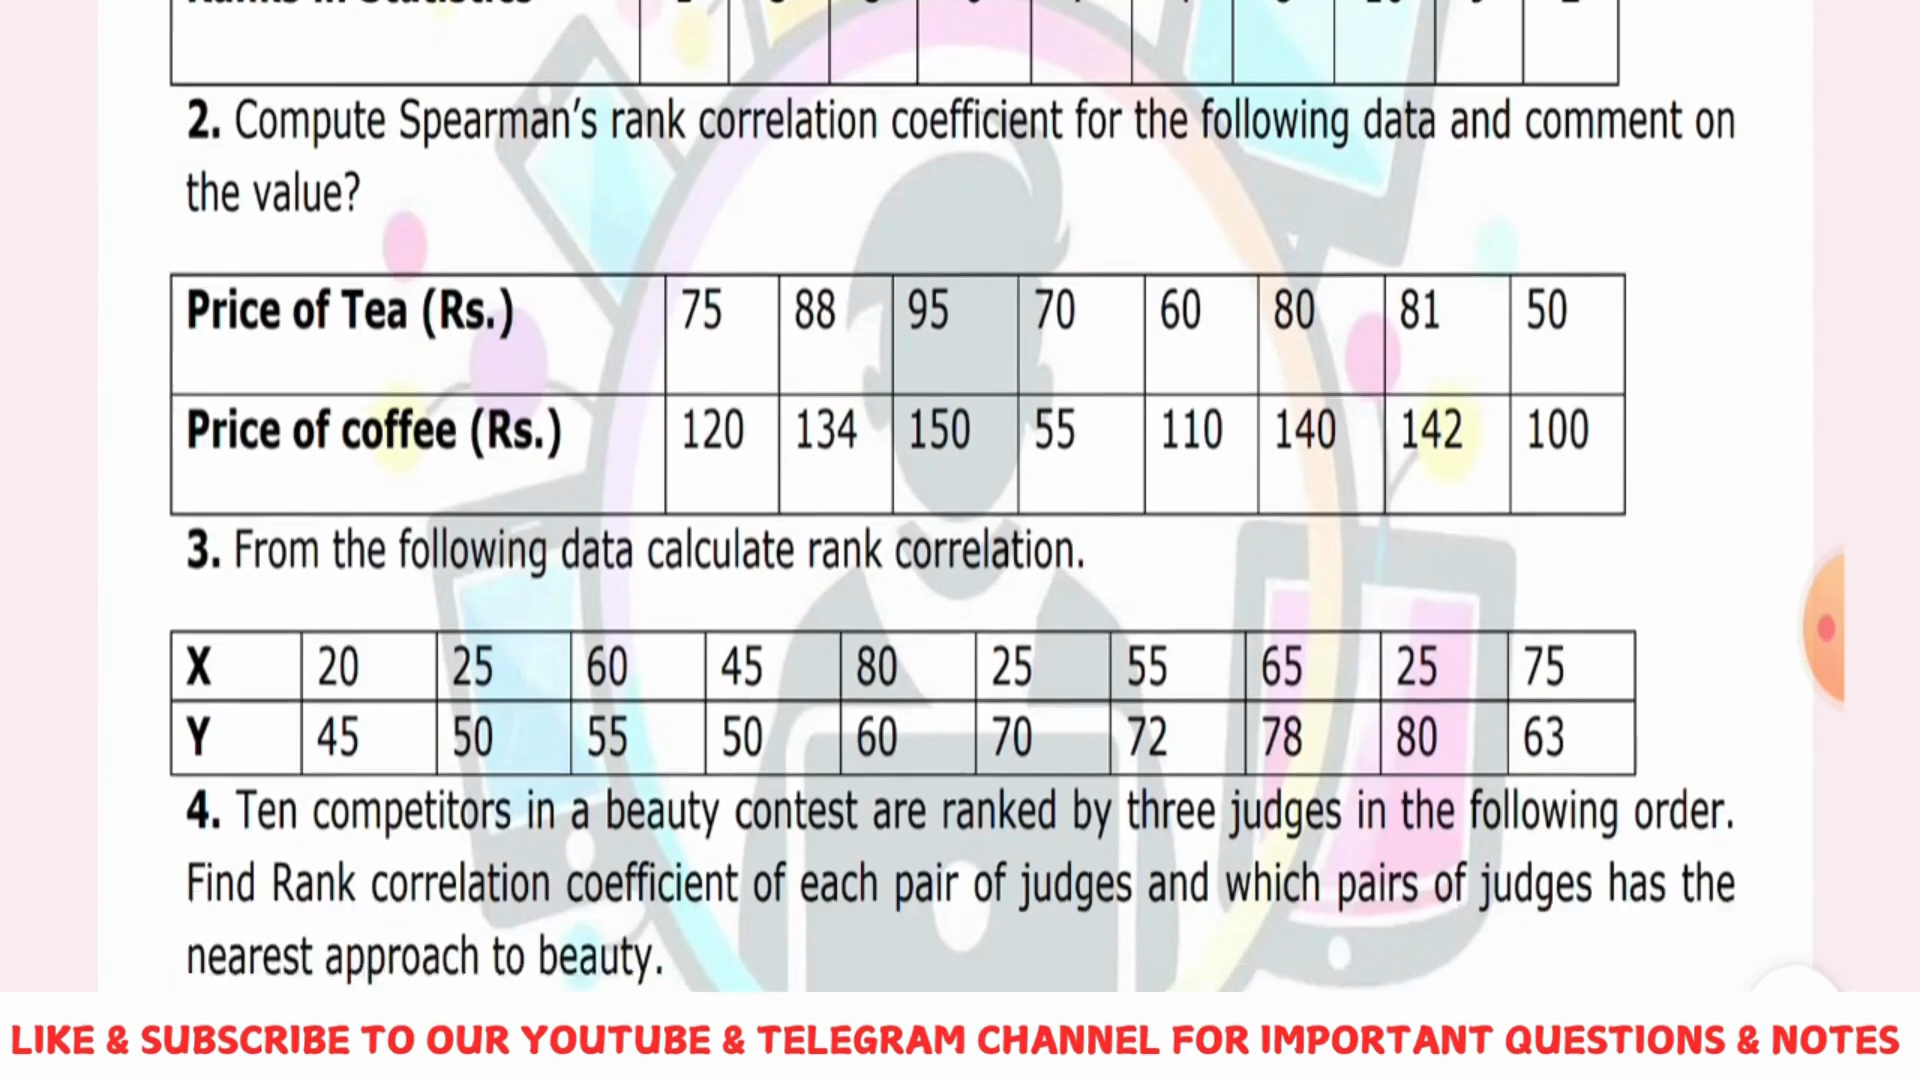 Ranks in Statistics
2. Compute Spearman's rank correlation coefficient for the following data and comment on
the value?
Price of Tea (Rs.) 75 88 95 70 60 80 81 50
Price of coffee (Rs.) 120 134 150 55 110 140 142 100
3. From the following data calculate rank correlation.
X 20 25 60 45 80 25 55 65 25 75
Y 45 50 55 50 60 70 72 78 80 63
4. Ten competitors in a beauty contest are ranked by three judges in the following order.
Find Rank correlation coefficient of each pair of judges and which pairs of judges has the
nearest approach to beauty.
LIKE & SUBSCRIBE TO OUR YOUTUBE & TELEGRAM CHANNEL FOR IMPORTANT QUESTIONS & NOTES